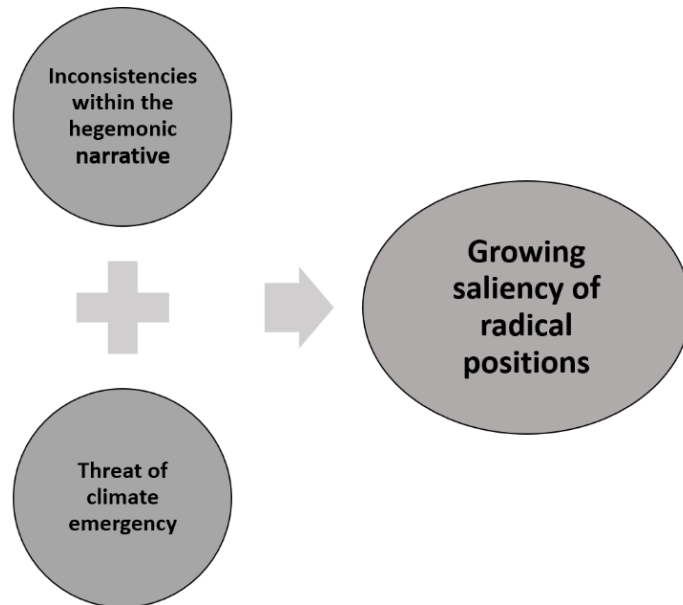 Inconsistencies
within the
hegemonic
narrative
Threat of
climate
emergency
Growing
saliency of
radical
positions